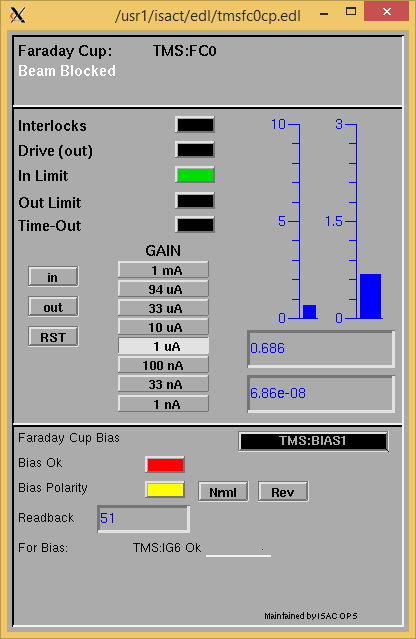 /usr1/isact/edl/tmsfc0cp.edl
Faraday Cup: TMS:FC0
Beam Blocked
Interlocks
Drive (out)
In Limit
Out Limit
Time-Out
10 3
5 1.5
0 0
GAIN
1 mA
94 uA
33 uA
10 uA
1 uA
100 nA
33 nA
1 nA
in
out
RST
0.686
6.86e-08
Faraday Cup Bias TMS:BIAS1
Bias Ok
Bias Polarity Nrml Rev
Readback 51
For Bias: TMS:IG6 Ok
Maintained by ISAC OPS